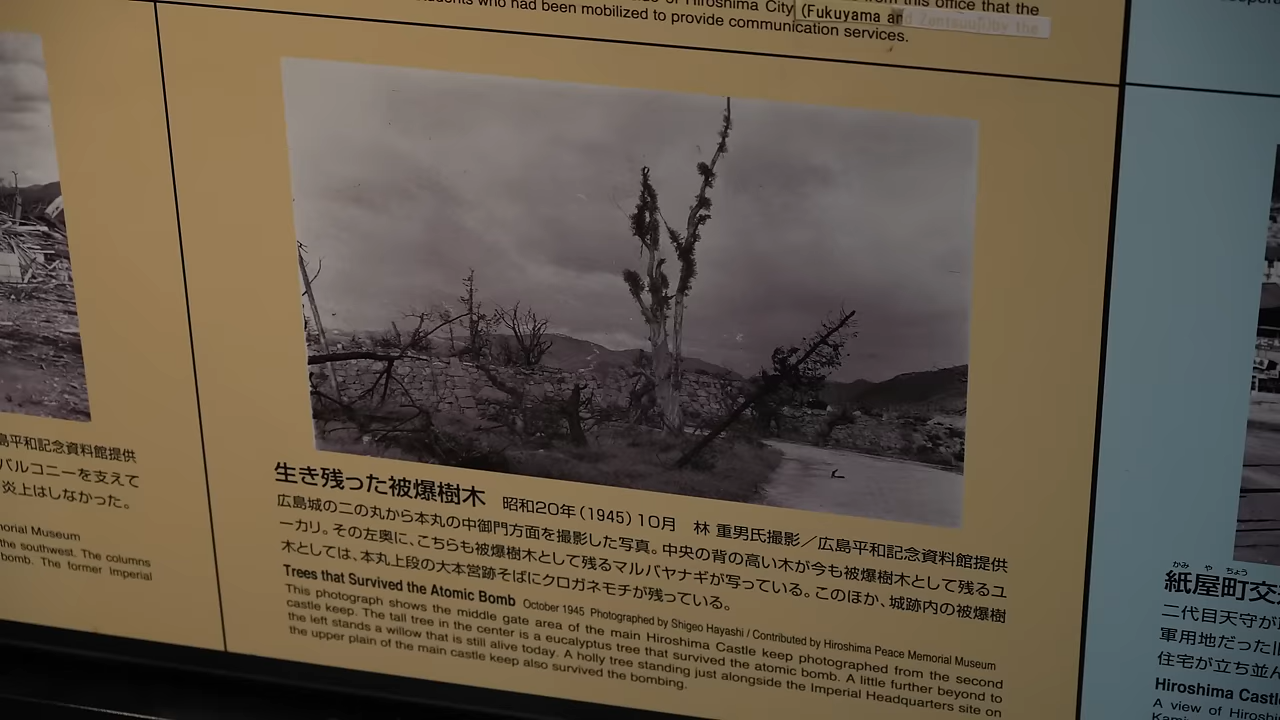 of Hiroshima City (Fukuyama and Zentsuuji)by the
from this office that the
students who had been mobilized to provide communication services.
島平和記念資料館提供
バルコニーを支えて
炎上はしなかった。
Memorial Museum
the southwest. The columns
bomb. The former Imperial
生き残った被爆樹木 昭和20年(1945)10月 林 重男氏撮影/広島平和記念資料館提供
広島城の二の丸から本丸の中御門方面を撮影した写真。中央の背の高い木が今も被爆樹木として残るユ
ーカリ。その左奥に、こちらも被爆樹木として残るマルバヤナギが写っている。このほか、城跡内の被爆樹
木としては、本丸上段の大本営跡そばにクロガネモチが残っている。
Trees that Survived the Atomic Bomb October 1945 Photographed by Shigeo Hayashi / Contributed by Hiroshima Peace Memorial Museum
This photograph shows the middle gate area of the main Hiroshima Castle keep photographed from the second
castle keep. The tall tree in the center is a eucalyptus tree that survived the atomic bomb. A little further beyond to
the left stands a willow that is still alive today. A holly tree standing just alongside the Imperial Headquarters site on
the upper plain of the main castle keep also survived the bombing.
かみ や ちょう
紙屋町交
二代目天守が
軍用地だった
住宅が立ち並ん
Hiroshima Castle
A view of Hirosh